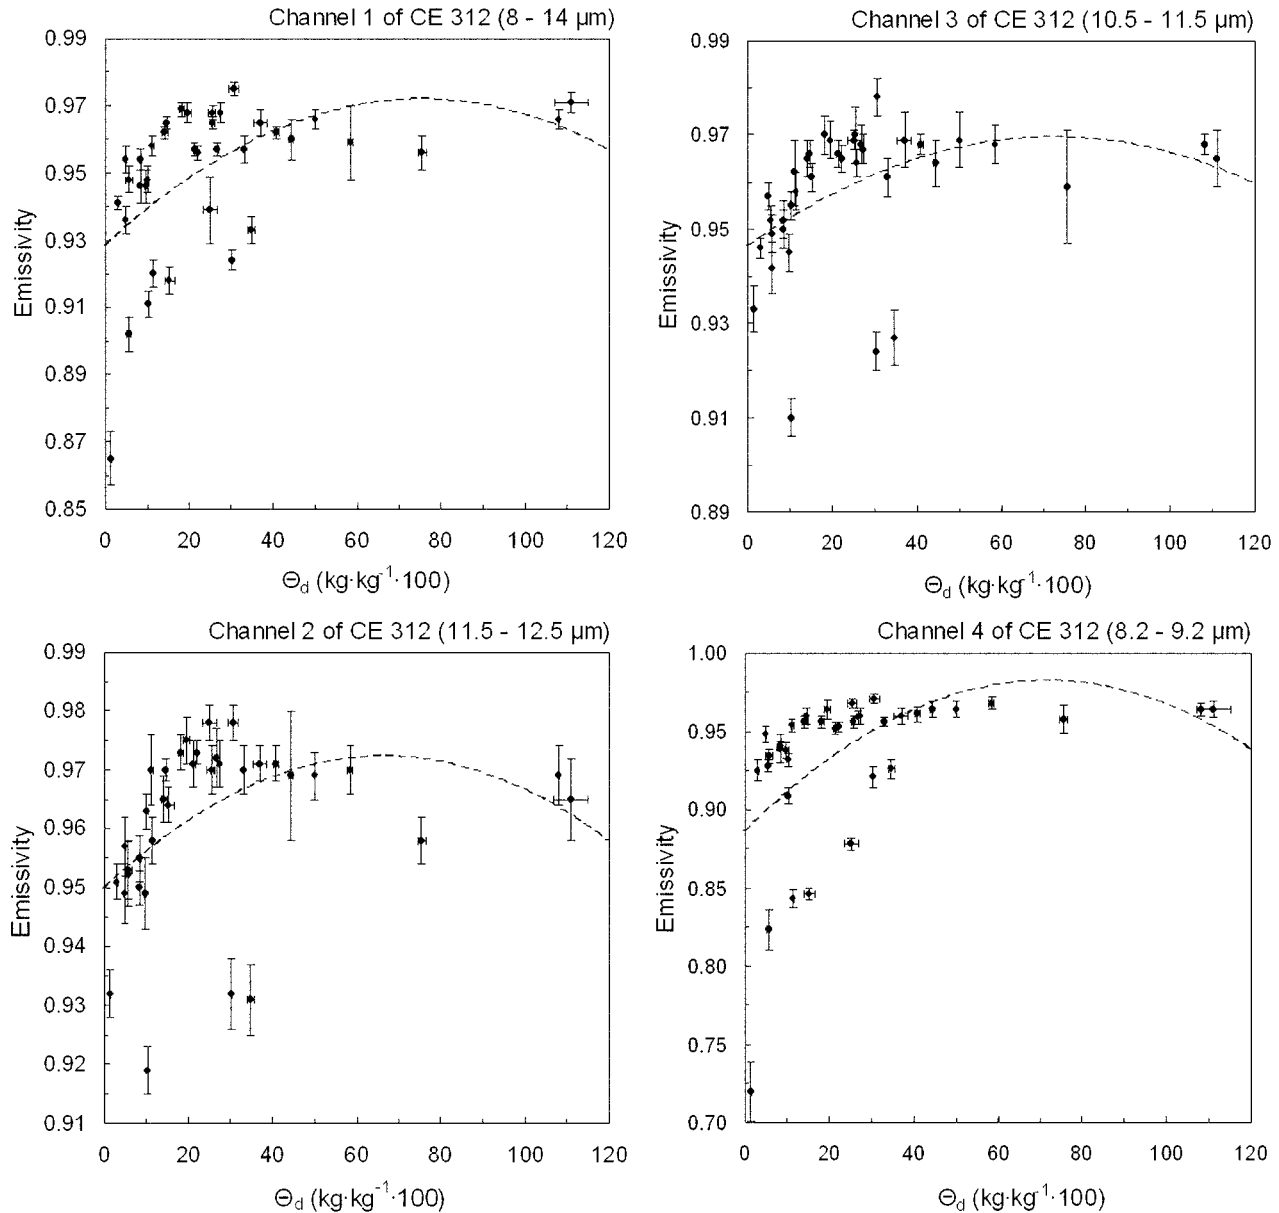 Channel 1 of CE 312 (8 - 14 µm)
0.99
0.97
0.95
0.93
0.91
0.89
0.87
0.85
Emissivity
0 20 40 60 80 100 120
Θd (kg·kg-1·100)
Channel 3 of CE 312 (10.5 - 11.5 µm)
0.99
0.97
0.95
0.93
0.91
0.89
Emissivity
0 20 40 60 80 100 120
Θd (kg·kg-1·100)
Channel 2 of CE 312 (11.5 - 12.5 µm)
0.99
0.98
0.97
0.96
0.95
0.94
0.93
0.92
0.91
Emissivity
0 20 40 60 80 100 120
Θd (kg·kg-1·100)
Channel 4 of CE 312 (8.2 - 9.2 µm)
1.00
0.95
0.90
0.85
0.80
0.75
0.70
Emissivity
0 20 40 60 80 100 120
Θd (kg·kg-1·100)